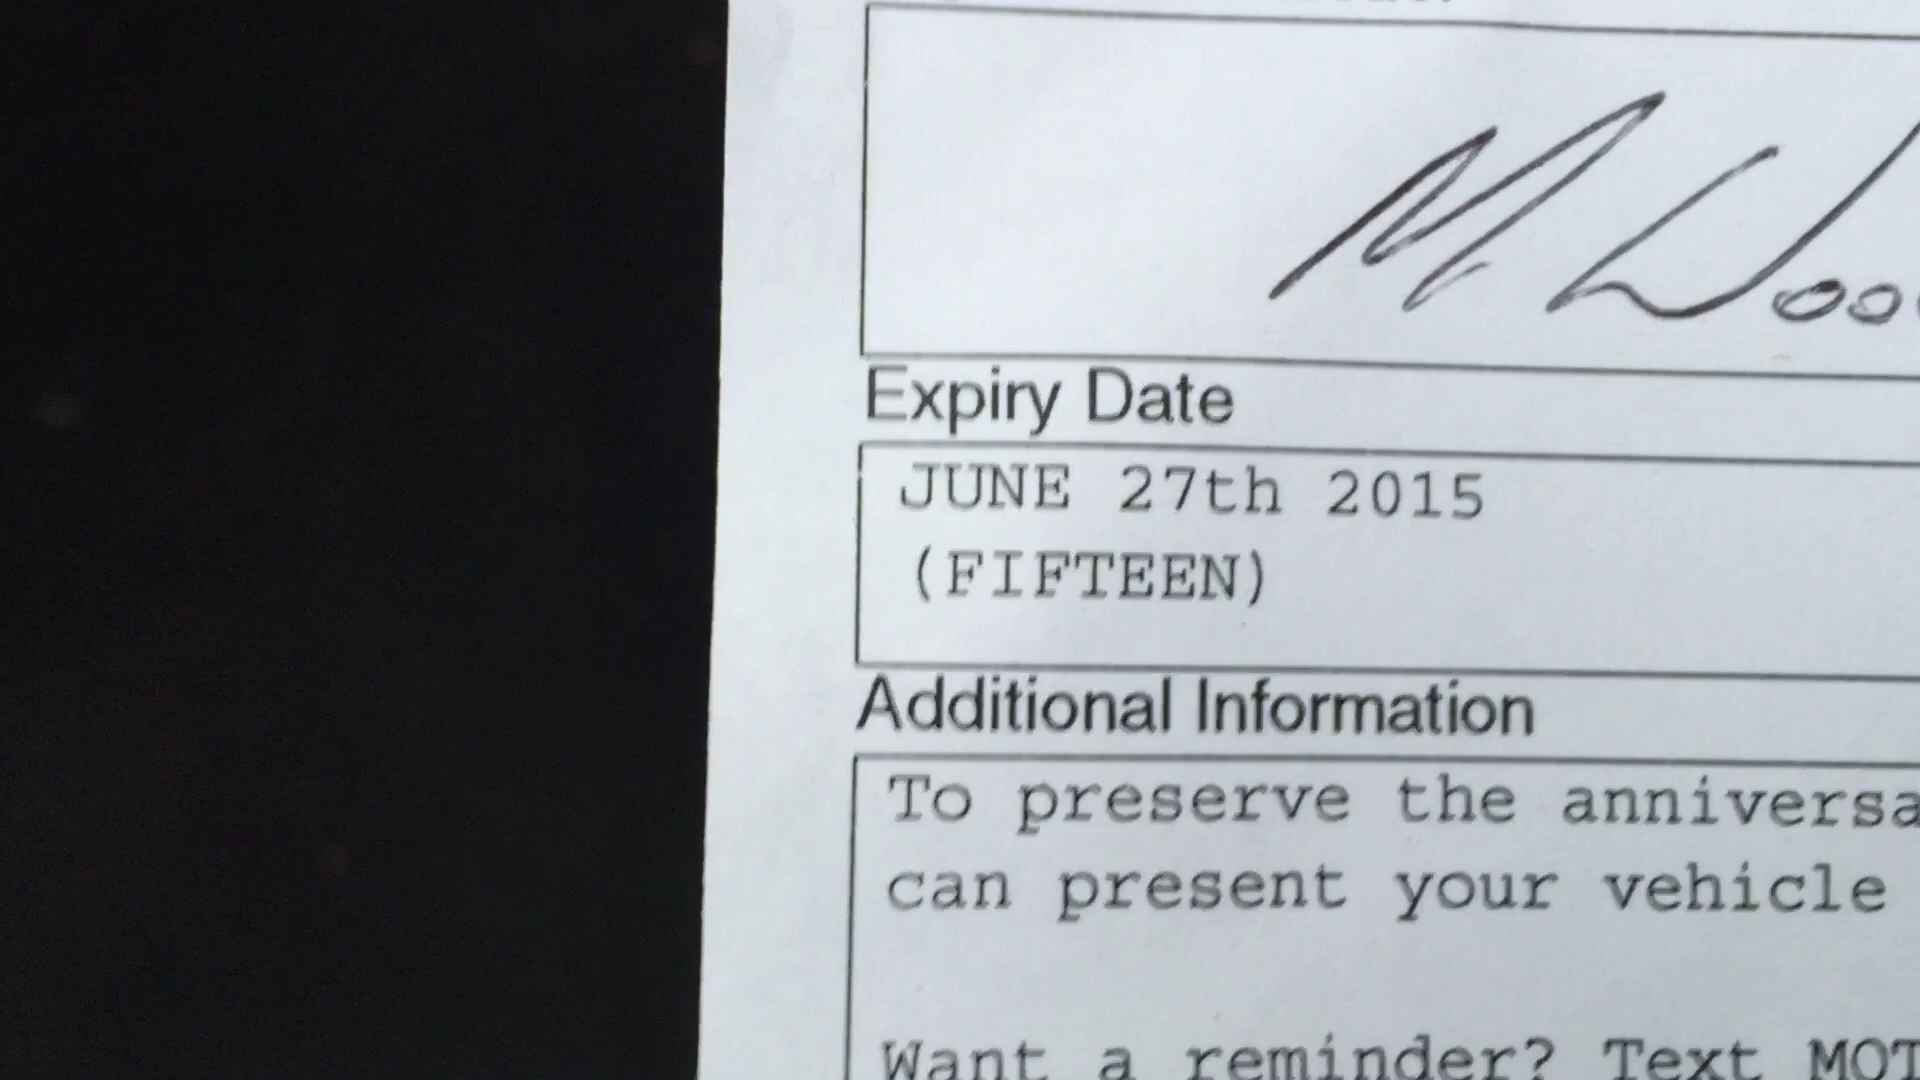 M Woo
Expiry Date
JUNE 27th 2015
(FIFTEEN)
Additional Information
To preserve the anniversa
can present your vehicle
Want a reminder? Text MOT